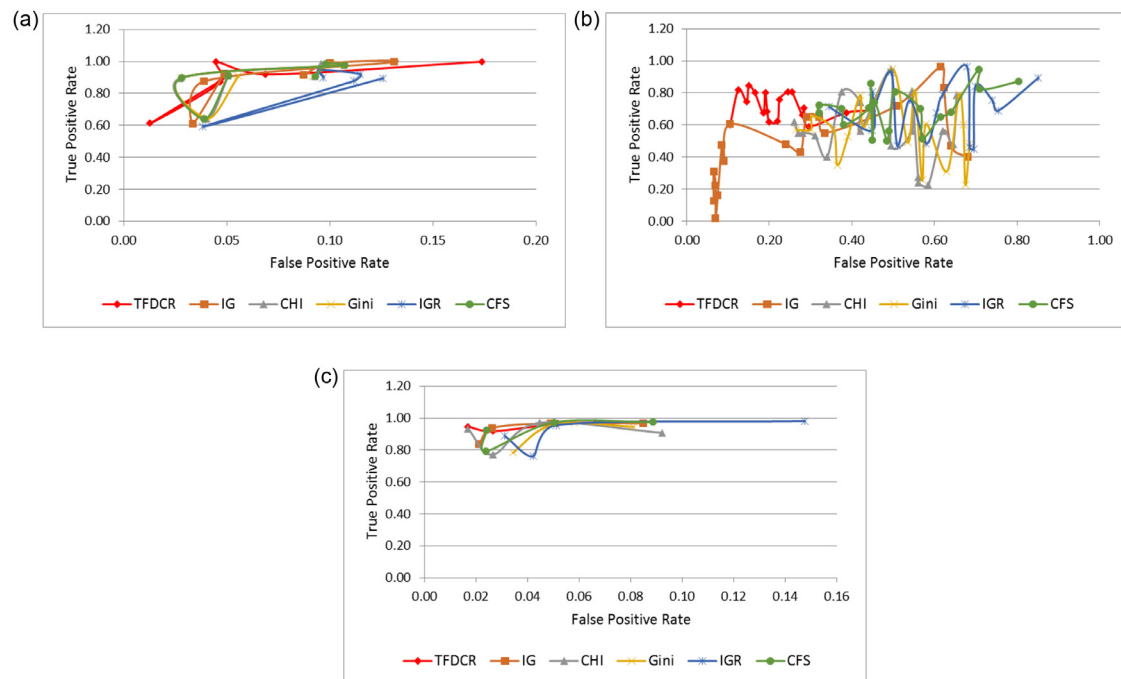 (a)
1.20
1.00
0.80
0.60
0.40
0.20
0.00
True Positive Rate
0.00 0.05 0.10 0.15 0.20
False Positive Rate
TFDCR IG CHI Gini IGR CFS
(b)
1.20
1.00
0.80
0.60
0.40
0.20
0.00
True Positive Rate
0.00 0.20 0.40 0.60 0.80 1.00
False Positive Rate
TFDCR IG CHI Gini IGR CFS
(c)
1.20
1.00
0.80
0.60
0.40
0.20
0.00
True Positive Rate
0.00 0.02 0.04 0.06 0.08 0.10 0.12 0.14 0.16
False Positive Rate
TFDCR IG CHI Gini IGR CFS